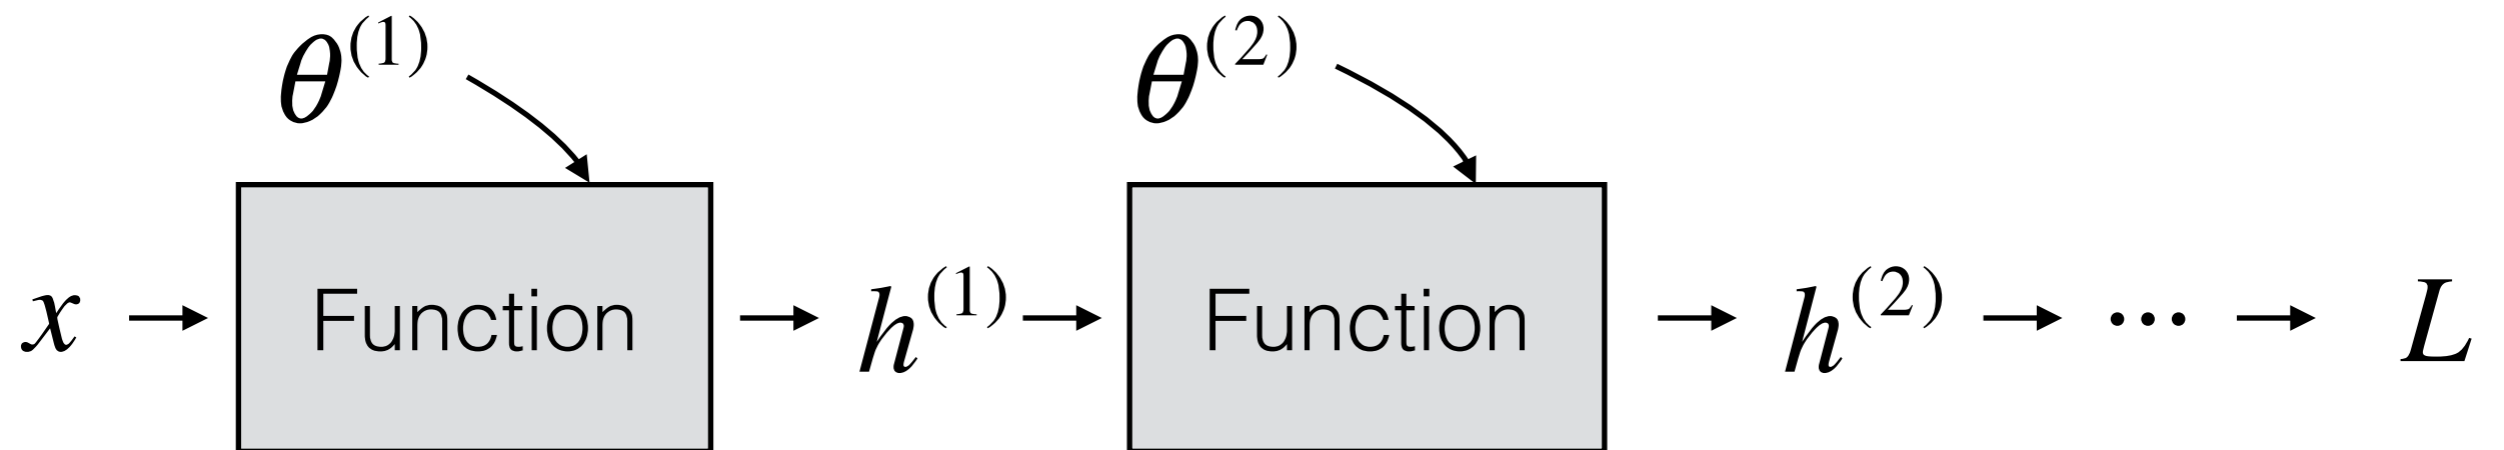 θ⁽¹⁾ θ⁽²⁾
x → Function → h⁽¹⁾ → Function → h⁽²⁾ → ... → L